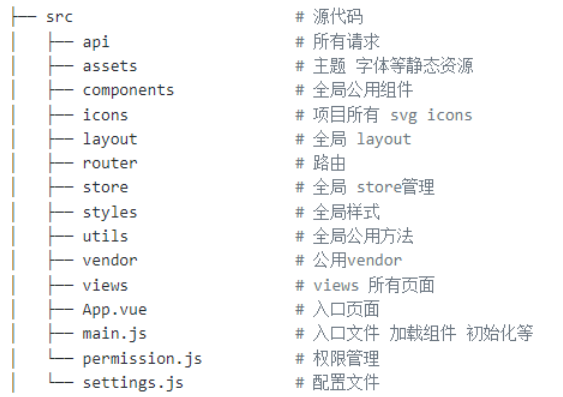 ├── src                        # 源代码
│   ├── api                    # 所有请求
│   ├── assets                 # 主题 字体等静态资源
│   ├── components             # 全局公用组件
│   ├── icons                  # 项目所有 svg icons
│   ├── layout                 # 全局 layout
│   ├── router                 # 路由
│   ├── store                  # 全局 store管理
│   ├── styles                 # 全局样式
│   ├── utils                  # 全局公用方法
│   ├── vendor                 # 公用vendor
│   ├── views                  # views 所有页面
│   ├── App.vue                # 入口页面
│   ├── main.js                # 入口文件 加载组件 初始化等
│   └── permission.js          # 权限管理
│   └── settings.js            # 配置文件